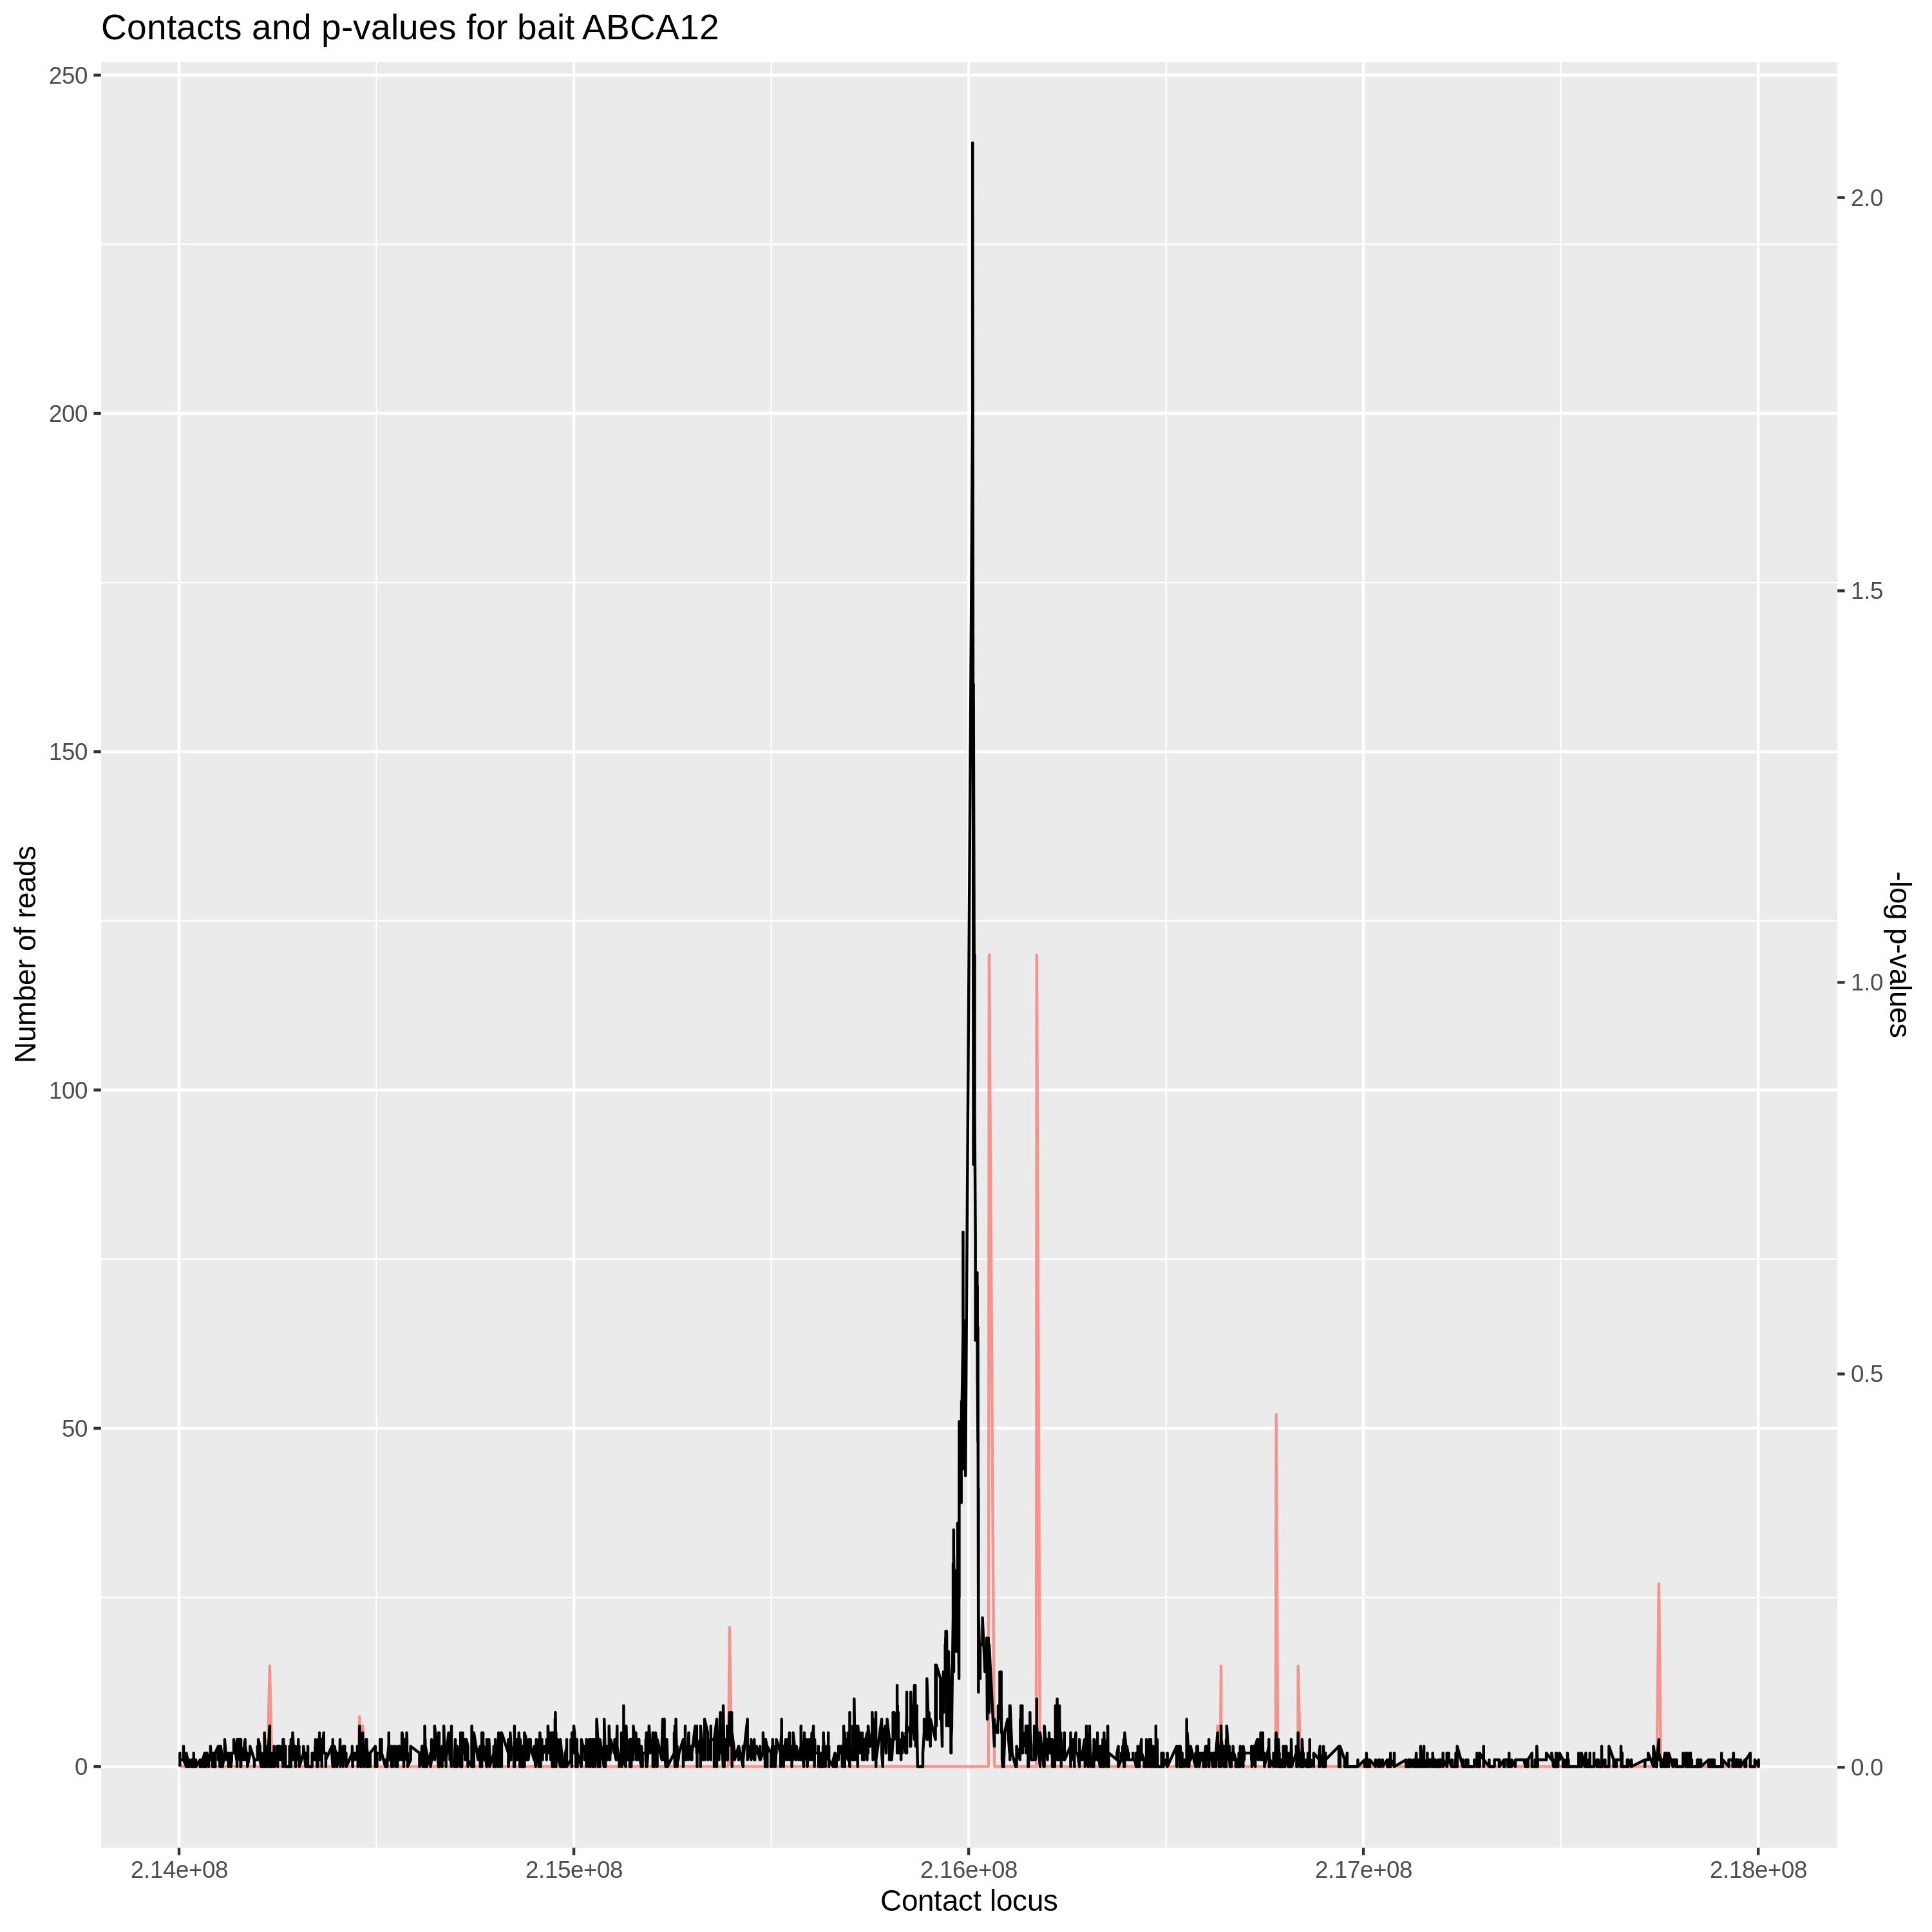 Contacts and p-values for bait ABCA12
250
200
150
100
50
0
Number of reads
2.0
1.5
1.0
0.5
0.0
-log p-values
2.14e+08 2.15e+08 2.16e+08 2.17e+08 2.18e+08
Contact locus